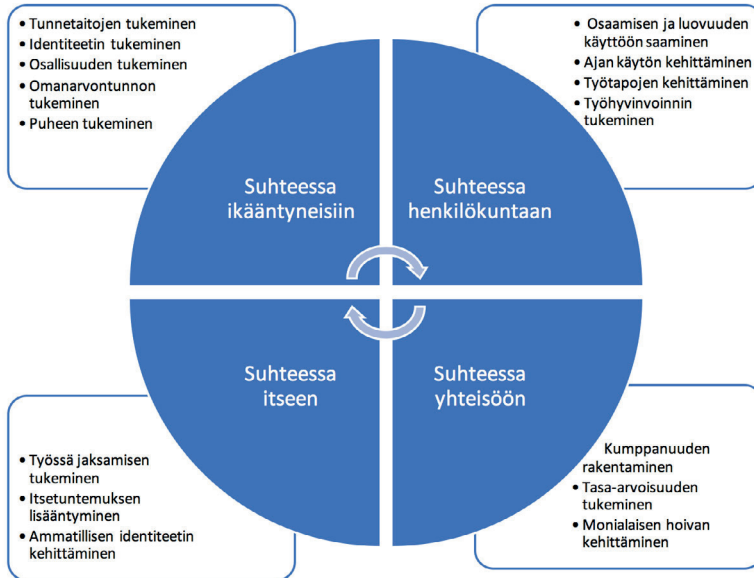 • Tunnetaitojen tukeminen
• Identiteetin tukeminen
• Osallisuuden tukeminen
• Omanarvontunnon
tukeminen
• Puheen tukeminen
• Osaamisen ja luovuuden
käyttöön saaminen
• Ajan käytön kehittäminen
• Työtapojen kehittäminen
• Työhyvinvoinnin
tukeminen
Suhteessa
ikääntyneisiin
Suhteessa
henkilökuntaan
Suhteessa
itseen
Suhteessa
yhteisöön
• Työssä jaksamisen
tukeminen
• Itsetuntemuksen
lisääntyminen
• Ammatillisen identiteetin
kehittäminen
Kumppanuuden
rakentaminen
• Tasa-arvoisuuden
tukeminen
• Monialaisen hoivan
kehittäminen